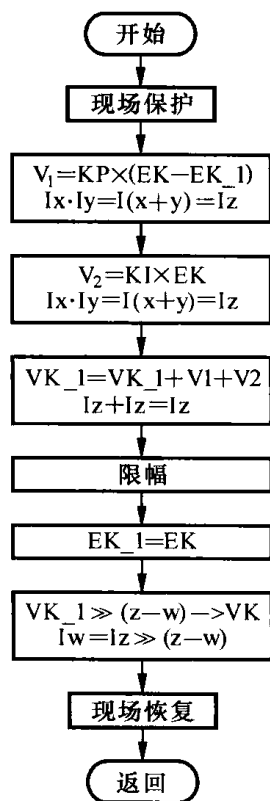 开始
现场保护
V₁=KP×(EK−EK_1)
Ix·Iy=I(x+y)=Iz
V₂=KI×EK
Ix·Iy=I(x+y)=Iz
VK_1=VK_1+V1+V2
Iz+Iz=Iz
限幅
EK_1=EK
VK_1≫(z−w)−>VK
Iw=Iz≫(z−w)
现场恢复
返回